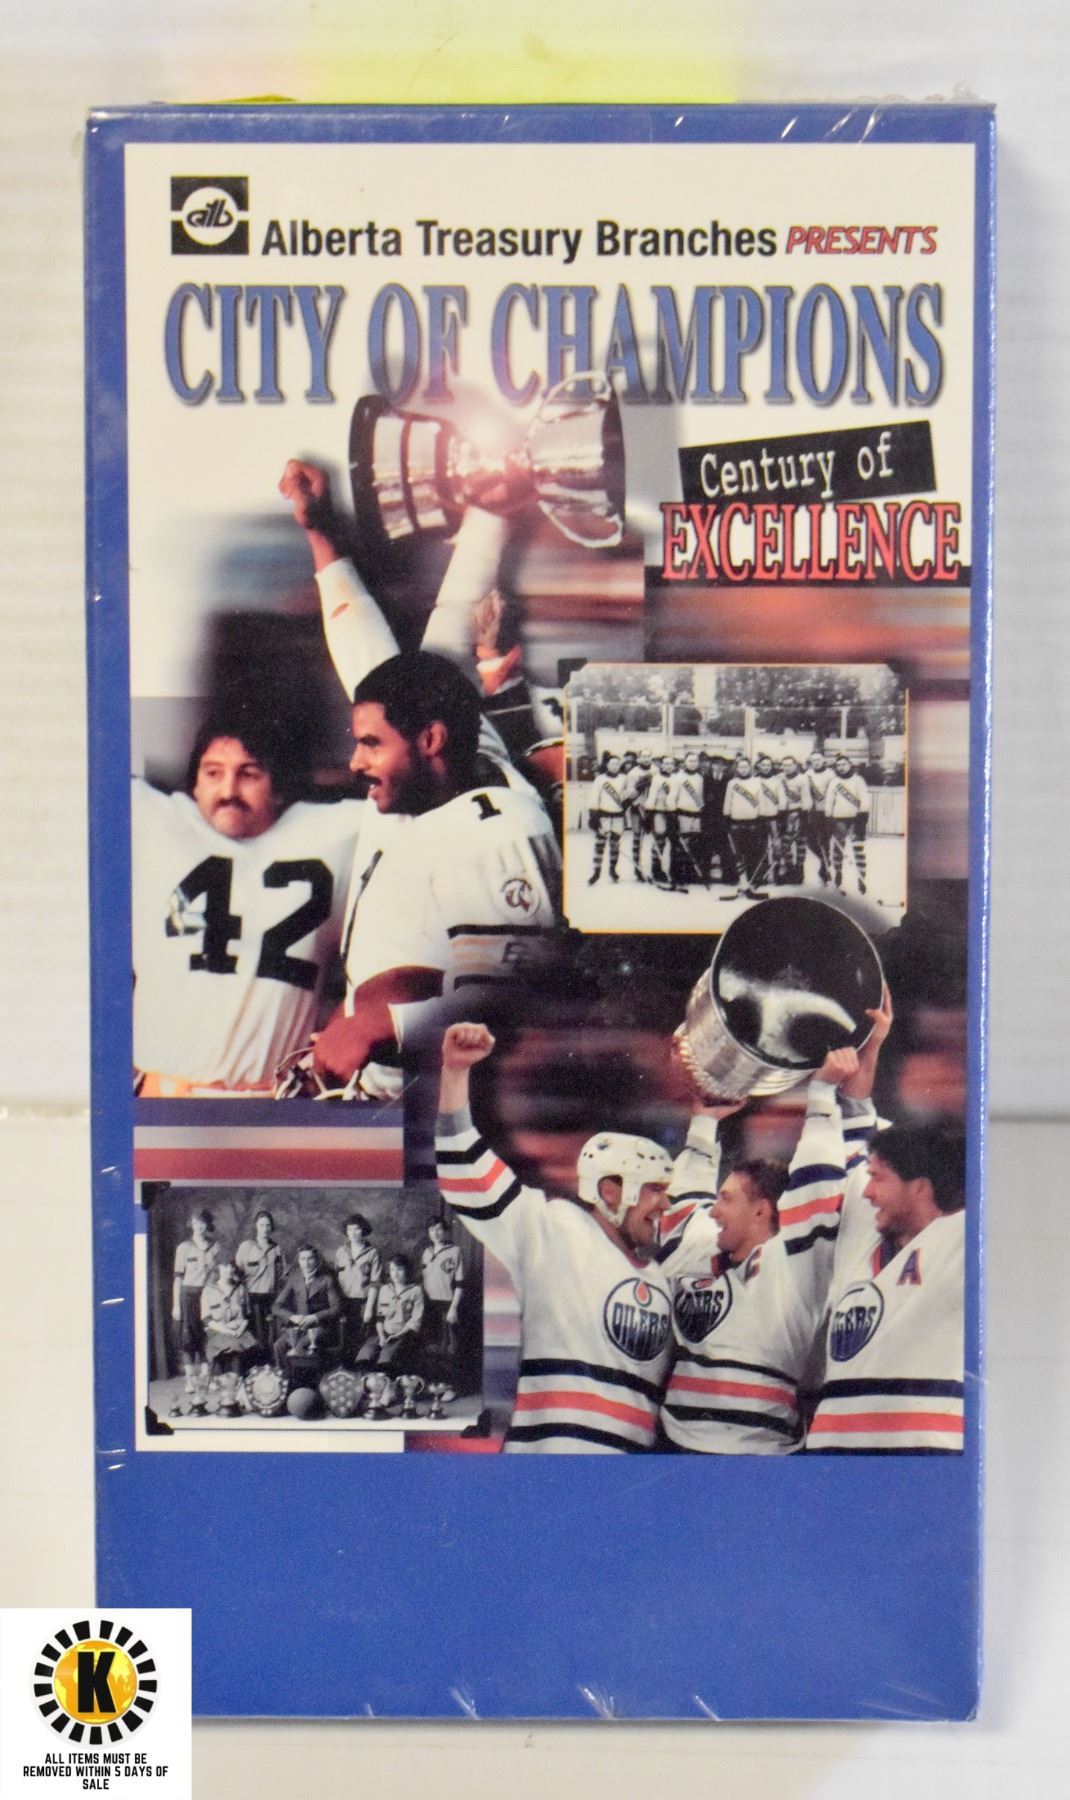 atb Alberta Treasury Branches PRESENTS
CITY OF CHAMPIONS
Century of
EXCELLENCE
1
42
OILERS
OILERS
OILERS
A
K
ALL ITEMS MUST BE
REMOVED WITHIN 5 DAYS OF
SALE